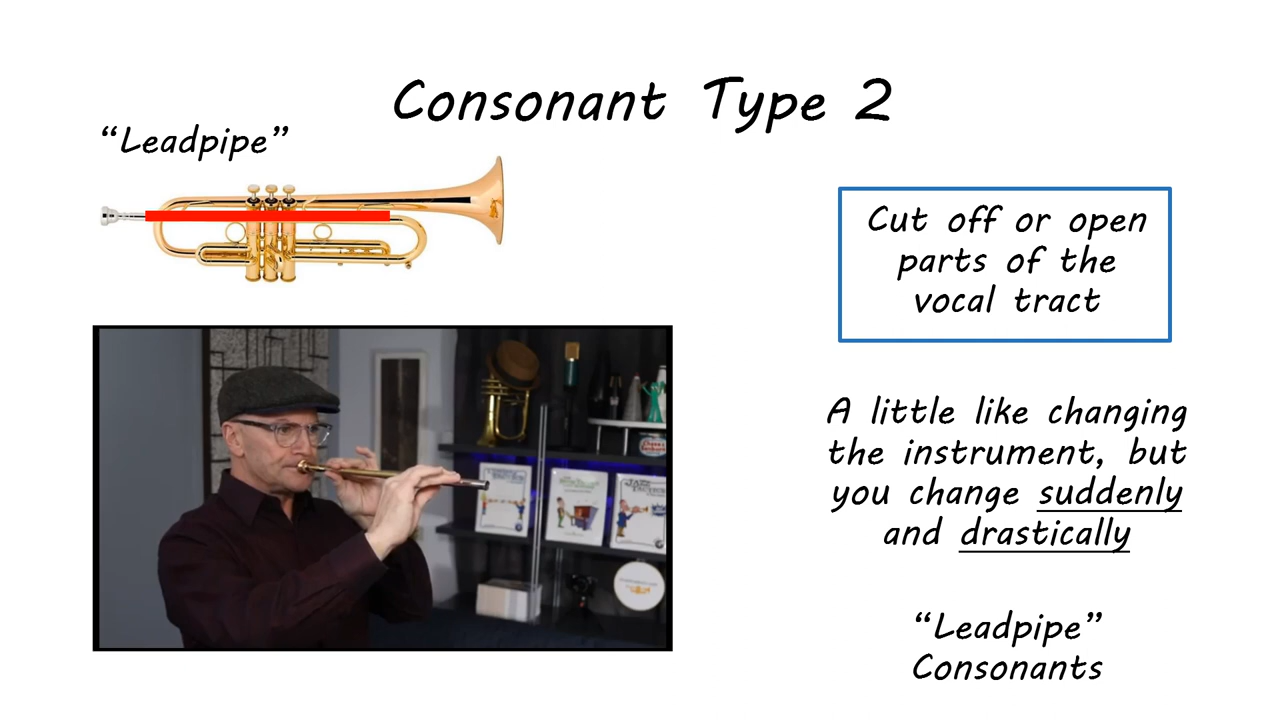 Consonant Type 2
“Leadpipe”
Cut off or open
parts of the
vocal tract
A little like changing
the instrument, but
you change suddenly
and drastically
“Leadpipe”
Consonants